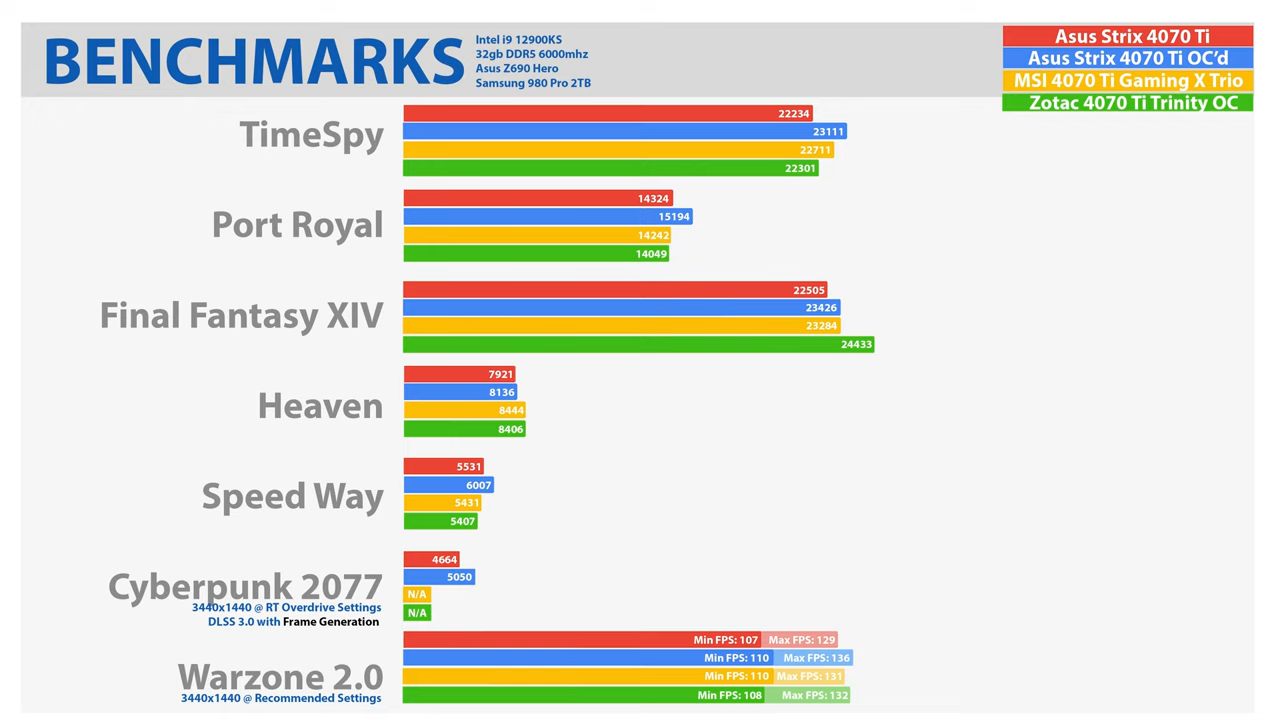 BENCHMARKS
Intel i9 12900KS
32gb DDR5 6000mhz
Asus Z690 Hero
Samsung 980 Pro 2TB
Asus Strix 4070 Ti
Asus Strix 4070 Ti OC’d
MSI 4070 Ti Gaming X Trio
Zotac 4070 Ti Trinity OC
TimeSpy
22234
23111
22711
22301
Port Royal
14324
15194
14242
14049
Final Fantasy XIV
22505
23426
23284
24433
Heaven
7921
8136
8444
8406
Speed Way
5531
6007
5431
5407
Cyberpunk 2077
3440x1440 @ RT Overdrive Settings
DLSS 3.0 with Frame Generation
4664
5050
N/A
N/A
Warzone 2.0
3440x1440 @ Recommended Settings
Min FPS: 107 Max FPS: 129
Min FPS: 110 Max FPS: 136
Min FPS: 110 Max FPS: 131
Min FPS: 108 Max FPS: 132